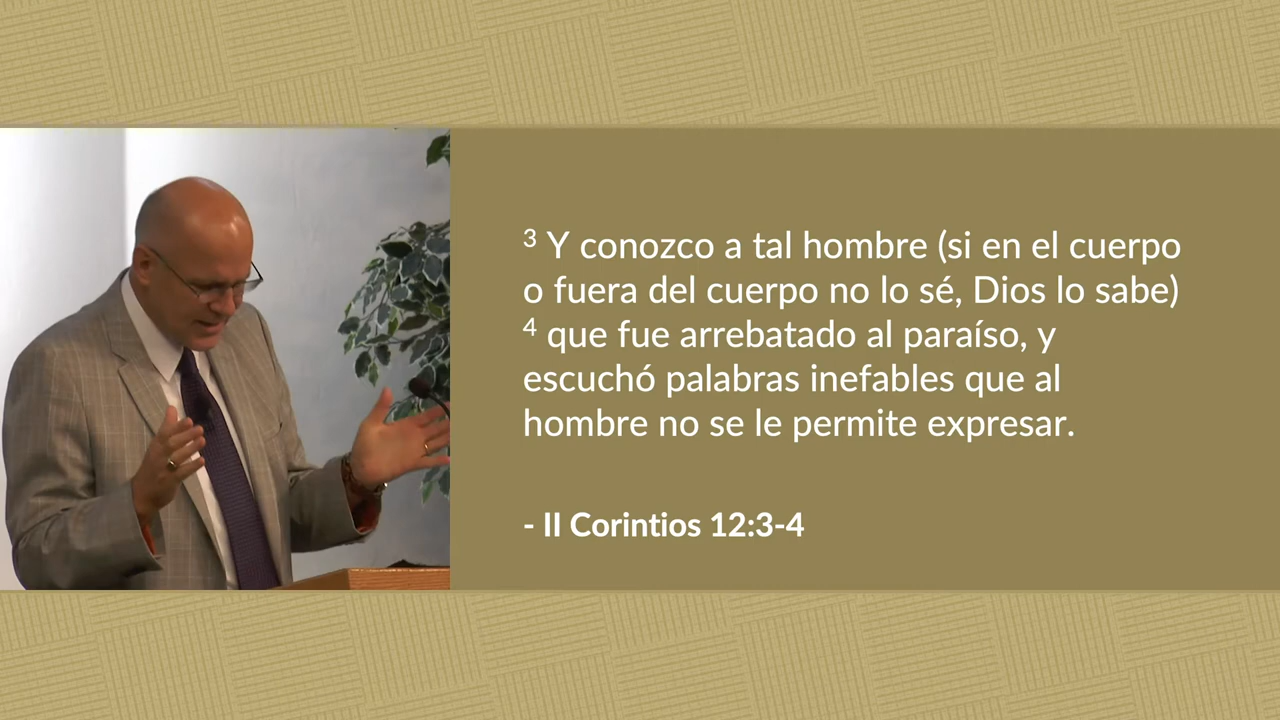 ³ Y conozco a tal hombre (si en el cuerpo
o fuera del cuerpo no lo sé, Dios lo sabe)
⁴ que fue arrebatado al paraíso, y
escuchó palabras inefables que al
hombre no se le permite expresar.
- II Corintios 12:3-4